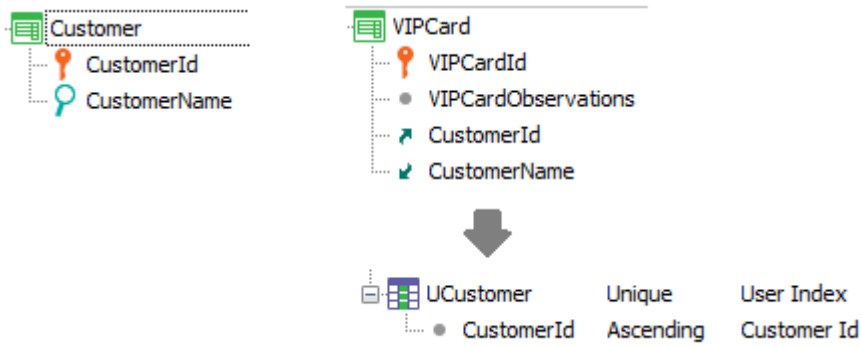 Customer
CustomerId
CustomerName
VIPCard
VIPCardId
VIPCardObservations
CustomerId
CustomerName
UCustomer Unique User Index
CustomerId Ascending Customer Id